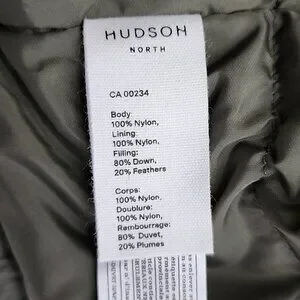 HUDSON
NORTH
CA 00234
Body:
100% Nylon,
Lining:
100% Nylon,
Filling:
80% Down,
20% Feathers
Corps:
100% Nylon,
Doublure:
100% Nylon,
Rembourrage:
80% Duvet,
20% Plumes